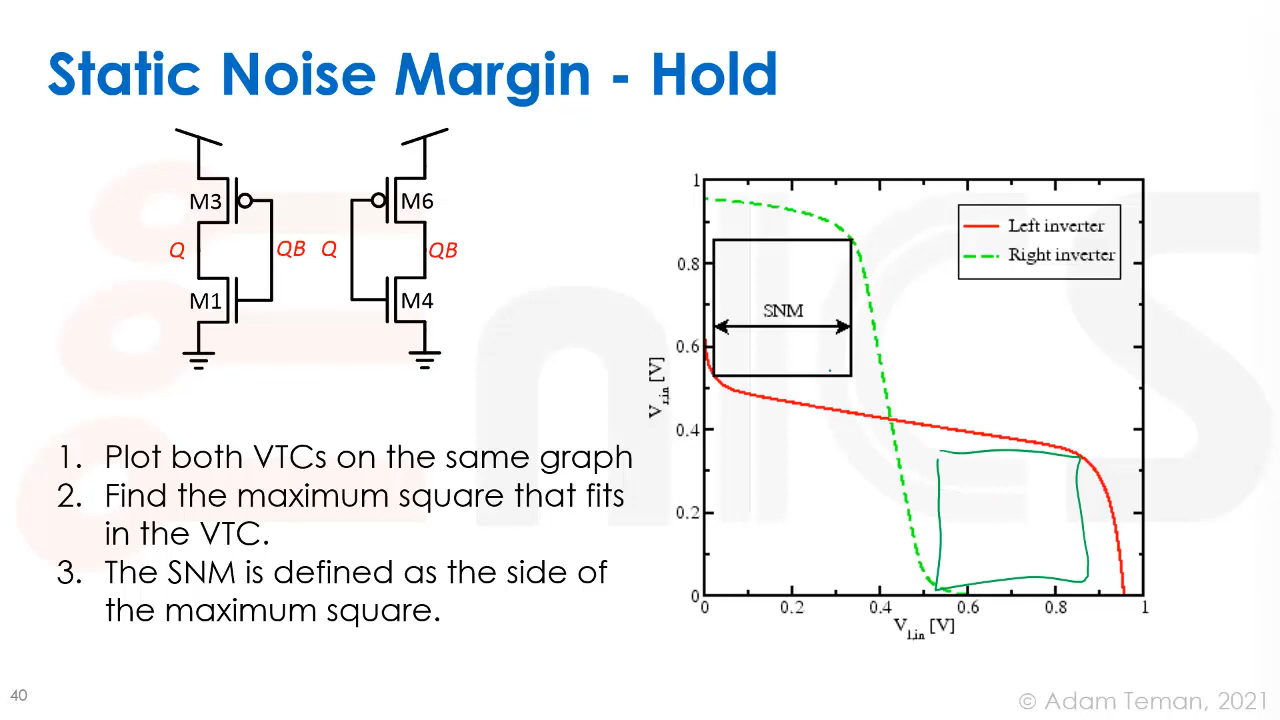 Static Noise Margin - Hold
M3
M6
Q
QB
Q
QB
M1
M4
1. Plot both VTCs on the same graph
2. Find the maximum square that fits
in the VTC.
3. The SNM is defined as the side of
the maximum square.
1
Left inverter
Right inverter
0.8
SNM
0.6
0.4
0.2
0
0
0.2
0.4
0.6
0.8
1
Vr,in [V]
Vl,in [V]
nICS
40
© Adam Teman, 2021